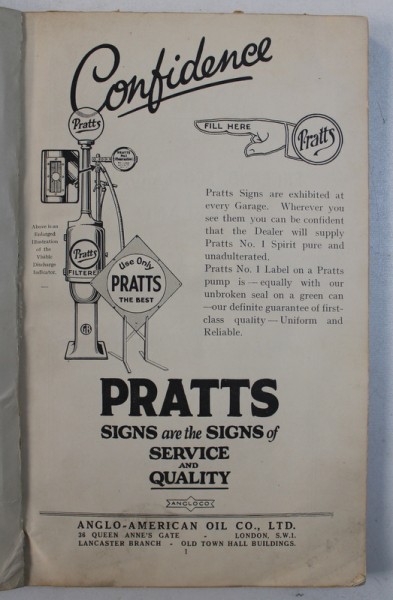 Confidence
Pratts
FILL HERE
Pratts
Above is an
Enlarged
Illustration
of the
Visible
Discharge
Indicator.
Pratts
FILTERED
Use Only
PRATTS
THE BEST
Pratts Signs are exhibited at
every Garage. Wherever you
see them you can be confident
that the Dealer will supply
Pratts No. 1 Spirit pure and
unadulterated.
Pratts No. 1 Label on a Pratts
pump is — equally with our
unbroken seal on a green can
—our definite guarantee of first-
class quality — Uniform and
Reliable.
PRATTS
SIGNS are the SIGNS of
SERVICE
AND
QUALITY
ANGLOCO
ANGLO-AMERICAN OIL CO., LTD.
36 QUEEN ANNE'S GATE - LONDON, S.W.1.
LANCASTER BRANCH - OLD TOWN HALL BUILDINGS.
1